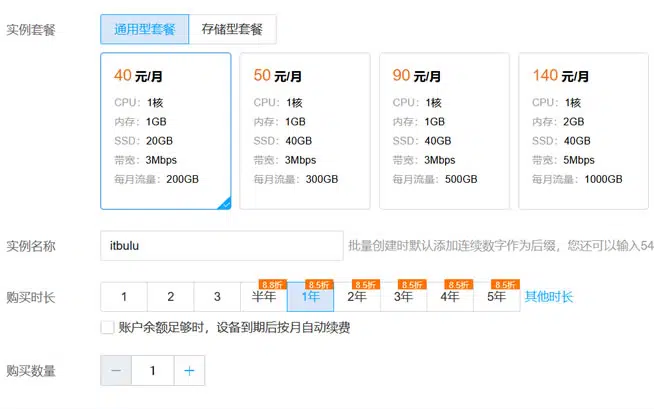 实例套餐 通用型套餐 存储型套餐
40 元/月 50 元/月 90 元/月 140 元/月
CPU： 1核 CPU： 1核 CPU： 1核 CPU： 1核
内存： 1GB 内存： 1GB 内存： 1GB 内存： 2GB
SSD： 20GB SSD： 40GB SSD： 40GB SSD： 40GB
带宽： 3Mbps 带宽： 3Mbps 带宽： 3Mbps 带宽： 5Mbps
每月流量： 200GB 每月流量： 300GB 每月流量： 500GB 每月流量： 1000GB
实例名称 itbulu 批量创建时默认添加连续数字作为后缀，您还可以输入54
8.8折 8.5折 8.5折 8.5折 8.5折 8.5折
购买时长 1 2 3 半年 1年 2年 3年 4年 5年 其他时长
账户余额足够时，设备到期后按月自动续费
购买数量 − 1 +